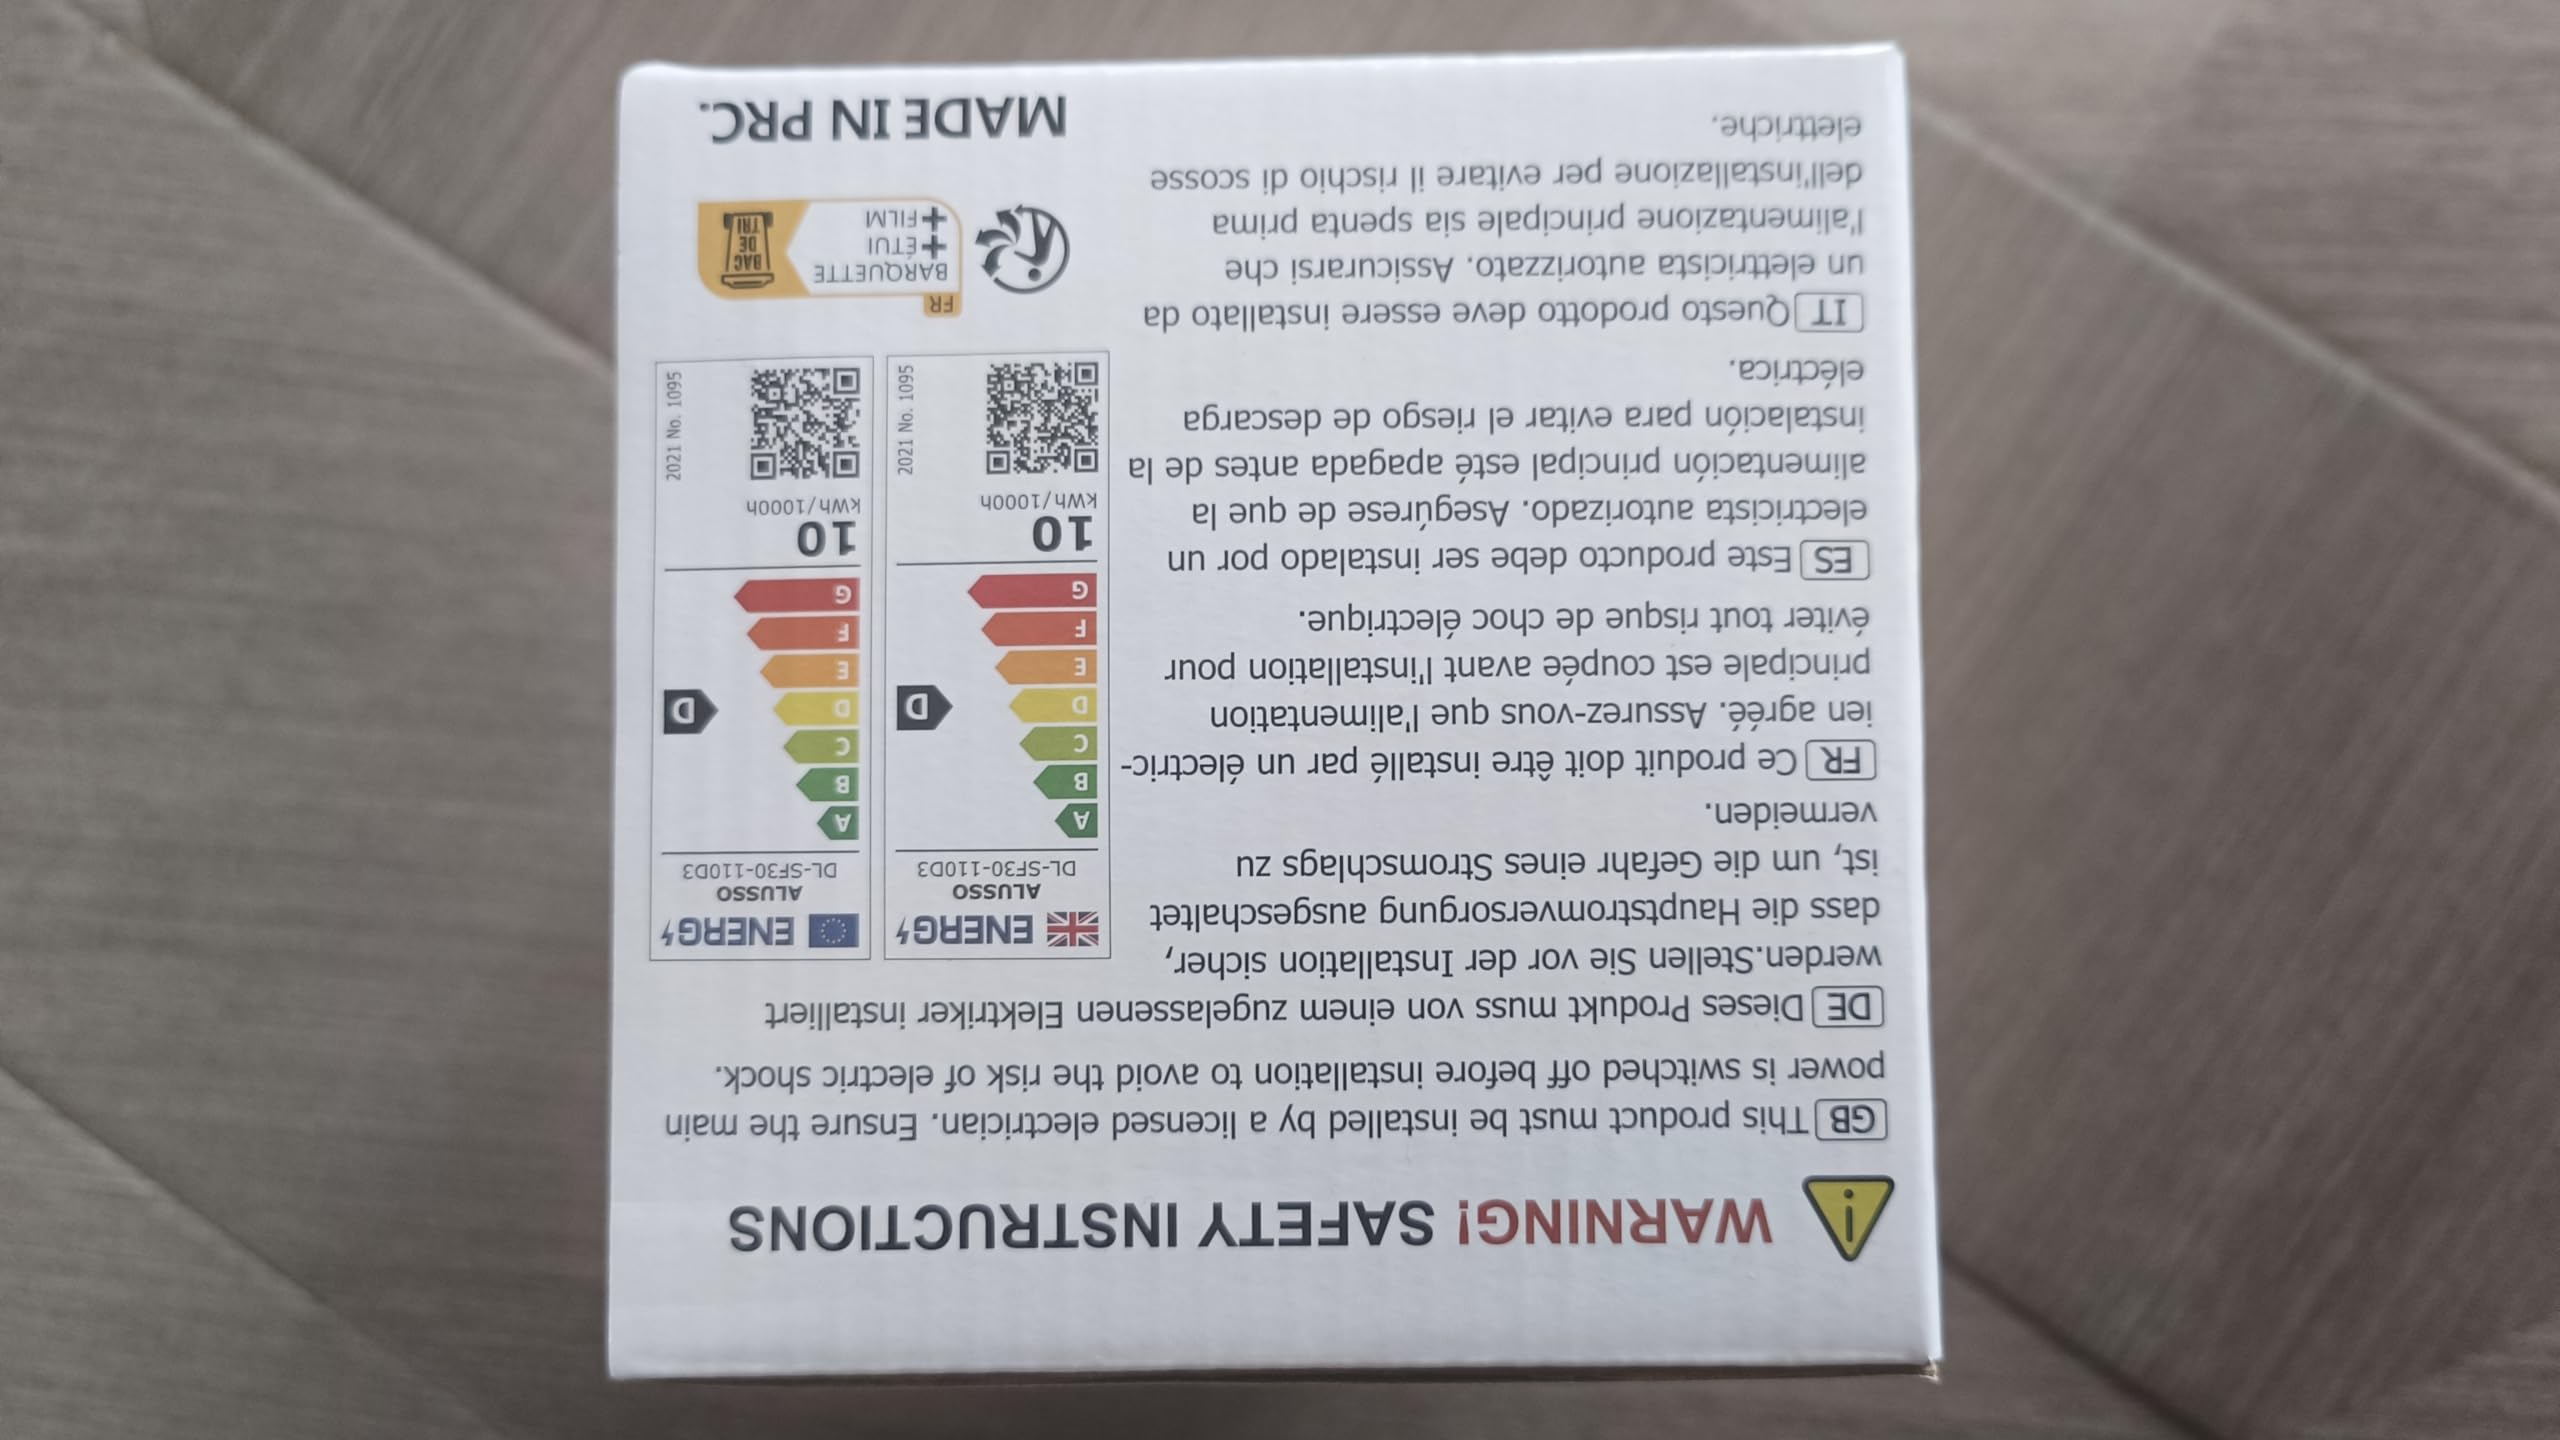 WARNING! SAFETY INSTRUCTIONS
GB This product must be installed by a licensed electrician. Ensure the main
power is switched off before installation to avoid the risk of electric shock.
DE Dieses Produkt muss von einem zugelassenen Elektriker installiert
werden.Stellen Sie vor der Installation sicher,
dass die Hauptstromversorgung ausgeschaltet
ist, um die Gefahr eines Stromschlags zu
vermeiden.
FR Ce produit doit être installé par un électric-
ien agréé. Assurez-vous que l'alimentation
principale est coupée avant l'installation pour
éviter tout risque de choc électrique.
ES Este producto debe ser instalado por un
electricista autorizado. Asegúrese de que la
alimentación principal esté apagada antes de la
instalación para evitar el riesgo de descarga
eléctrica.
IT Questo prodotto deve essere installato da
un elettricista autorizzato. Assicurarsi che
l'alimentazione principale sia spenta prima
dell'installazione per evitare il rischio di scosse
elettriche.
ENERG
ALUSSO
DL-SF30-110D3
A
B
C
D
D
E
F
G
10
kWh/1000h
2021 No. 1095
ENERG
ALUSSO
DL-SF30-110D3
A
B
C
D
D
E
F
G
10
kWh/1000h
2021 No. 1095
FR
BARQUETTE
+ÉTUI
+FILM
BAC
DE
TRI
MADE IN PRC.